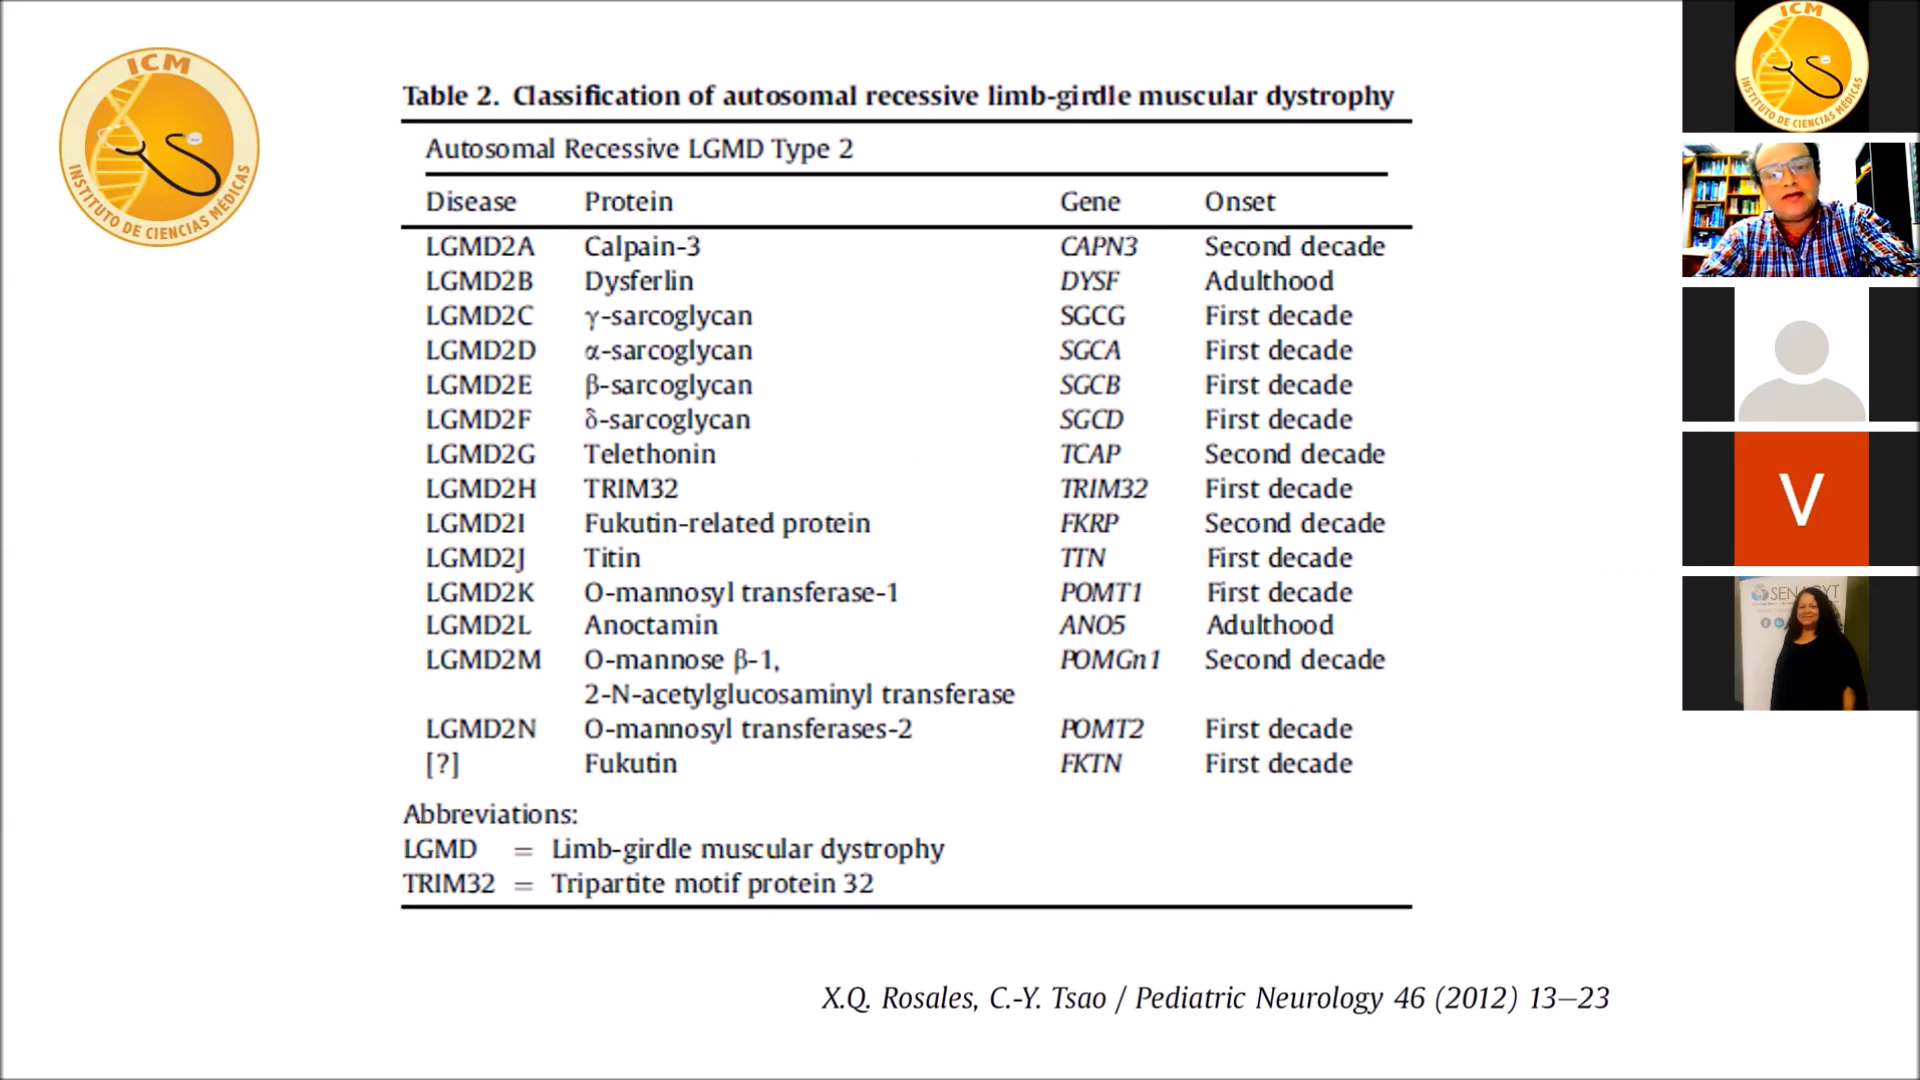 ICM
INSTITUTO DE CIENCIAS MÉDICAS
Table 2. Classification of autosomal recessive limb-girdle muscular dystrophy
Autosomal Recessive LGMD Type 2
Disease Protein Gene Onset
LGMD2A Calpain-3 CAPN3 Second decade
LGMD2B Dysferlin DYSF Adulthood
LGMD2C γ-sarcoglycan SGCG First decade
LGMD2D α-sarcoglycan SGCA First decade
LGMD2E β-sarcoglycan SGCB First decade
LGMD2F δ-sarcoglycan SGCD First decade
LGMD2G Telethonin TCAP Second decade
LGMD2H TRIM32 TRIM32 First decade
LGMD2I Fukutin-related protein FKRP Second decade
LGMD2J Titin TTN First decade
LGMD2K O-mannosyl transferase-1 POMT1 First decade
LGMD2L Anoctamin ANO5 Adulthood
LGMD2M O-mannose β-1, POMGn1 Second decade
2-N-acetylglucosaminyl transferase
LGMD2N O-mannosyl transferases-2 POMT2 First decade
[?] Fukutin FKTN First decade
Abbreviations:
LGMD = Limb-girdle muscular dystrophy
TRIM32 = Tripartite motif protein 32
X.Q. Rosales, C.-Y. Tsao / Pediatric Neurology 46 (2012) 13–23
ICM
INSTITUTO DE CIENCIAS MÉDICAS
V